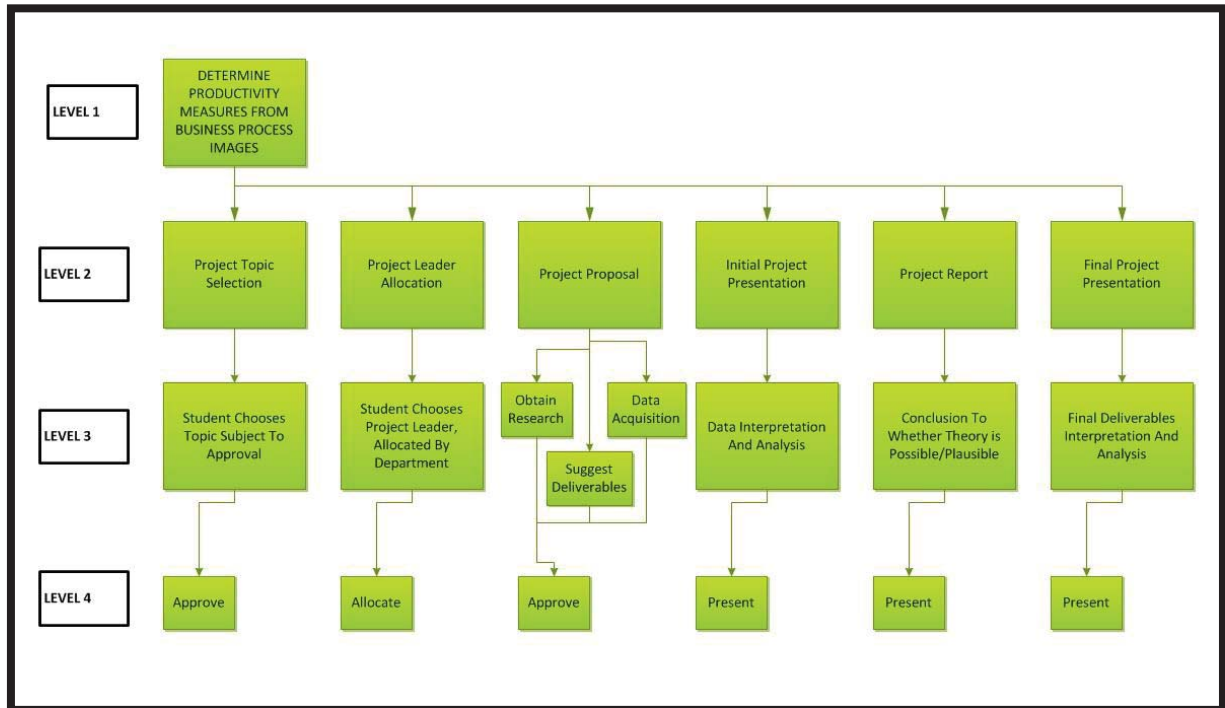 LEVEL 1
DETERMINE
PRODUCTIVITY
MEASURES FROM
BUSINESS PROCESS
IMAGES
LEVEL 2
Project Topic
Selection
Project Leader
Allocation
Project Proposal
Initial Project
Presentation
Project Report
Final Project
Presentation
LEVEL 3
Student Chooses
Topic Subject To
Approval
Student Chooses
Project Leader,
Allocated By
Department
Obtain
Research
Suggest
Deliverables
Data
Acquisition
Data Interpretation
And Analysis
Conclusion To
Whether Theory is
Possible/Plausible
Final Deliverables
Interpretation And
Analysis
LEVEL 4
Approve
Allocate
Approve
Present
Present
Present